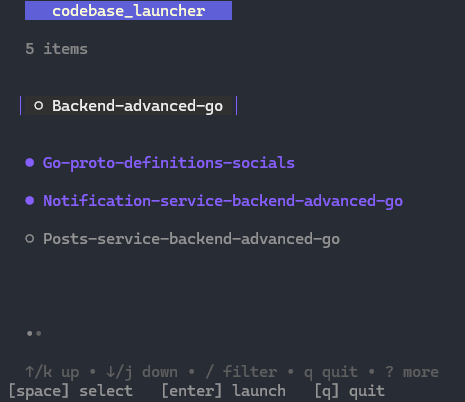 codebase_launcher
5 items
○ Backend-advanced-go
● Go-proto-definitions-socials
● Notification-service-backend-advanced-go
○ Posts-service-backend-advanced-go
••
↑/k up • ↓/j down • / filter • q quit • ? more
[space] select [enter] launch [q] quit